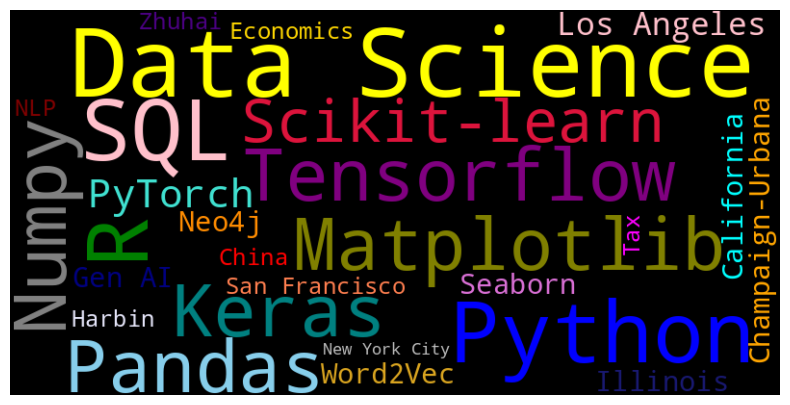 Zhuhai
Economics
Los Angeles
Data Science
NLP
SQL
Scikit-learn
Numpy
Tensorflow
California
Champaign-Urbana
PyTorch
Neo4j
R
Matplotlib
Tax
China
Gen AI
San Francisco
Seaborn
Keras
Harbin
Python
Pandas
New York City
Word2Vec
Illinois